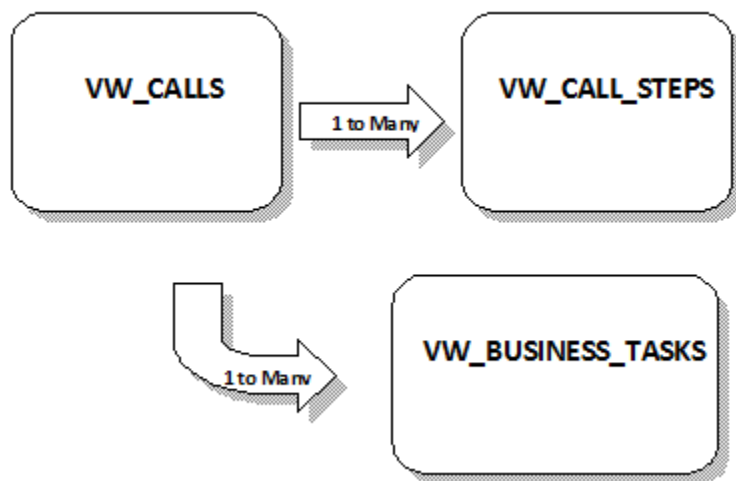 VW_CALLS
VW_CALL_STEPS
1 to Many
VW_BUSINESS_TASKS
1 to Many